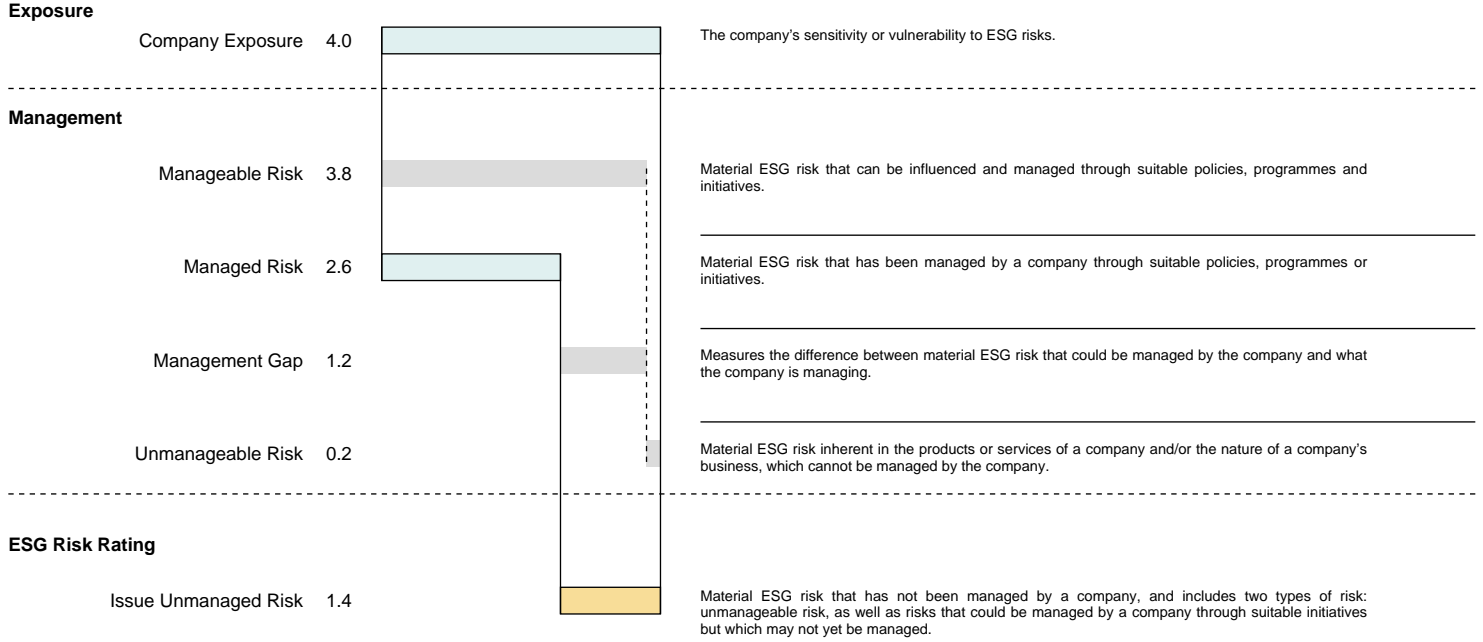 Exposure
Company Exposure 4.0
The company’s sensitivity or vulnerability to ESG risks.
Management
Manageable Risk 3.8
Material ESG risk that can be influenced and managed through suitable policies, programmes and
initiatives.
Managed Risk 2.6
Material ESG risk that has been managed by a company through suitable policies, programmes or
initiatives.
Management Gap 1.2
Measures the difference between material ESG risk that could be managed by the company and what
the company is managing.
Unmanageable Risk 0.2
Material ESG risk inherent in the products or services of a company and/or the nature of a company’s
business, which cannot be managed by the company.
ESG Risk Rating
Issue Unmanaged Risk 1.4
Material ESG risk that has not been managed by a company, and includes two types of risk:
unmanageable risk, as well as risks that could be managed by a company through suitable initiatives
but which may not yet be managed.